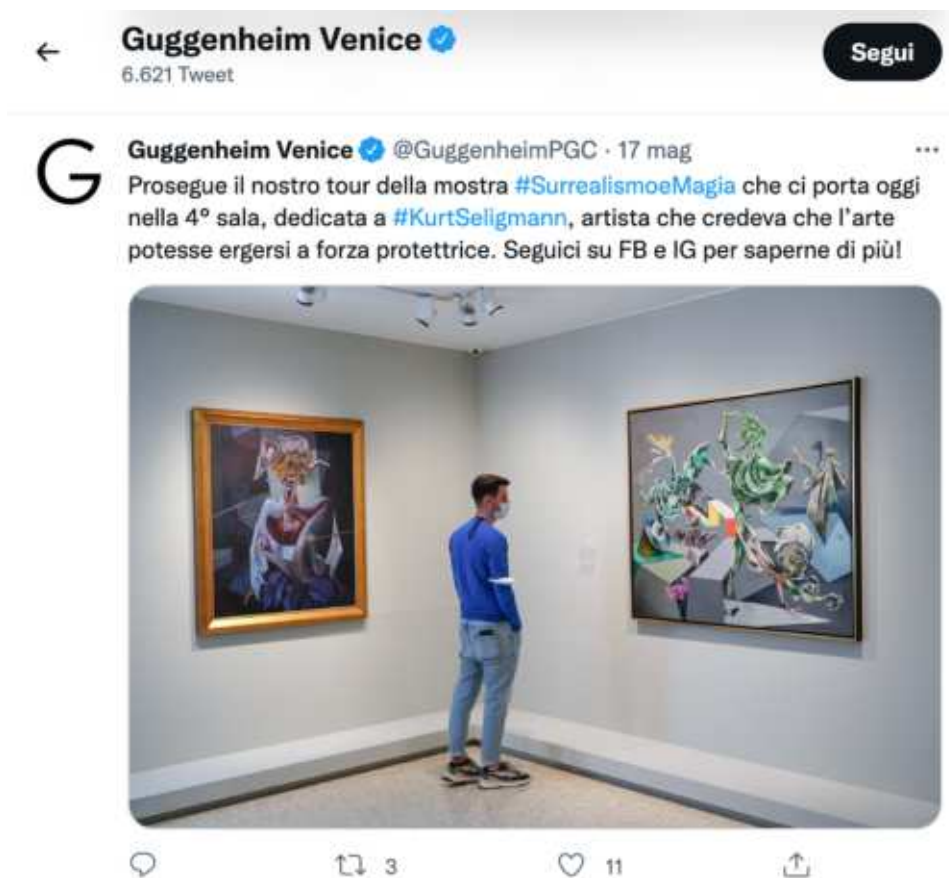 Guggenheim Venice
6.621 Tweet
Segui
Guggenheim Venice @GuggenheimPGC · 17 mag
Prosegue il nostro tour della mostra #SurrealismoeMagia che ci porta oggi
nella 4° sala, dedicata a #KurtSeligmann, artista che credeva che l'arte
potesse ergersi a forza protettrice. Seguici su FB e IG per saperne di più!
3
11